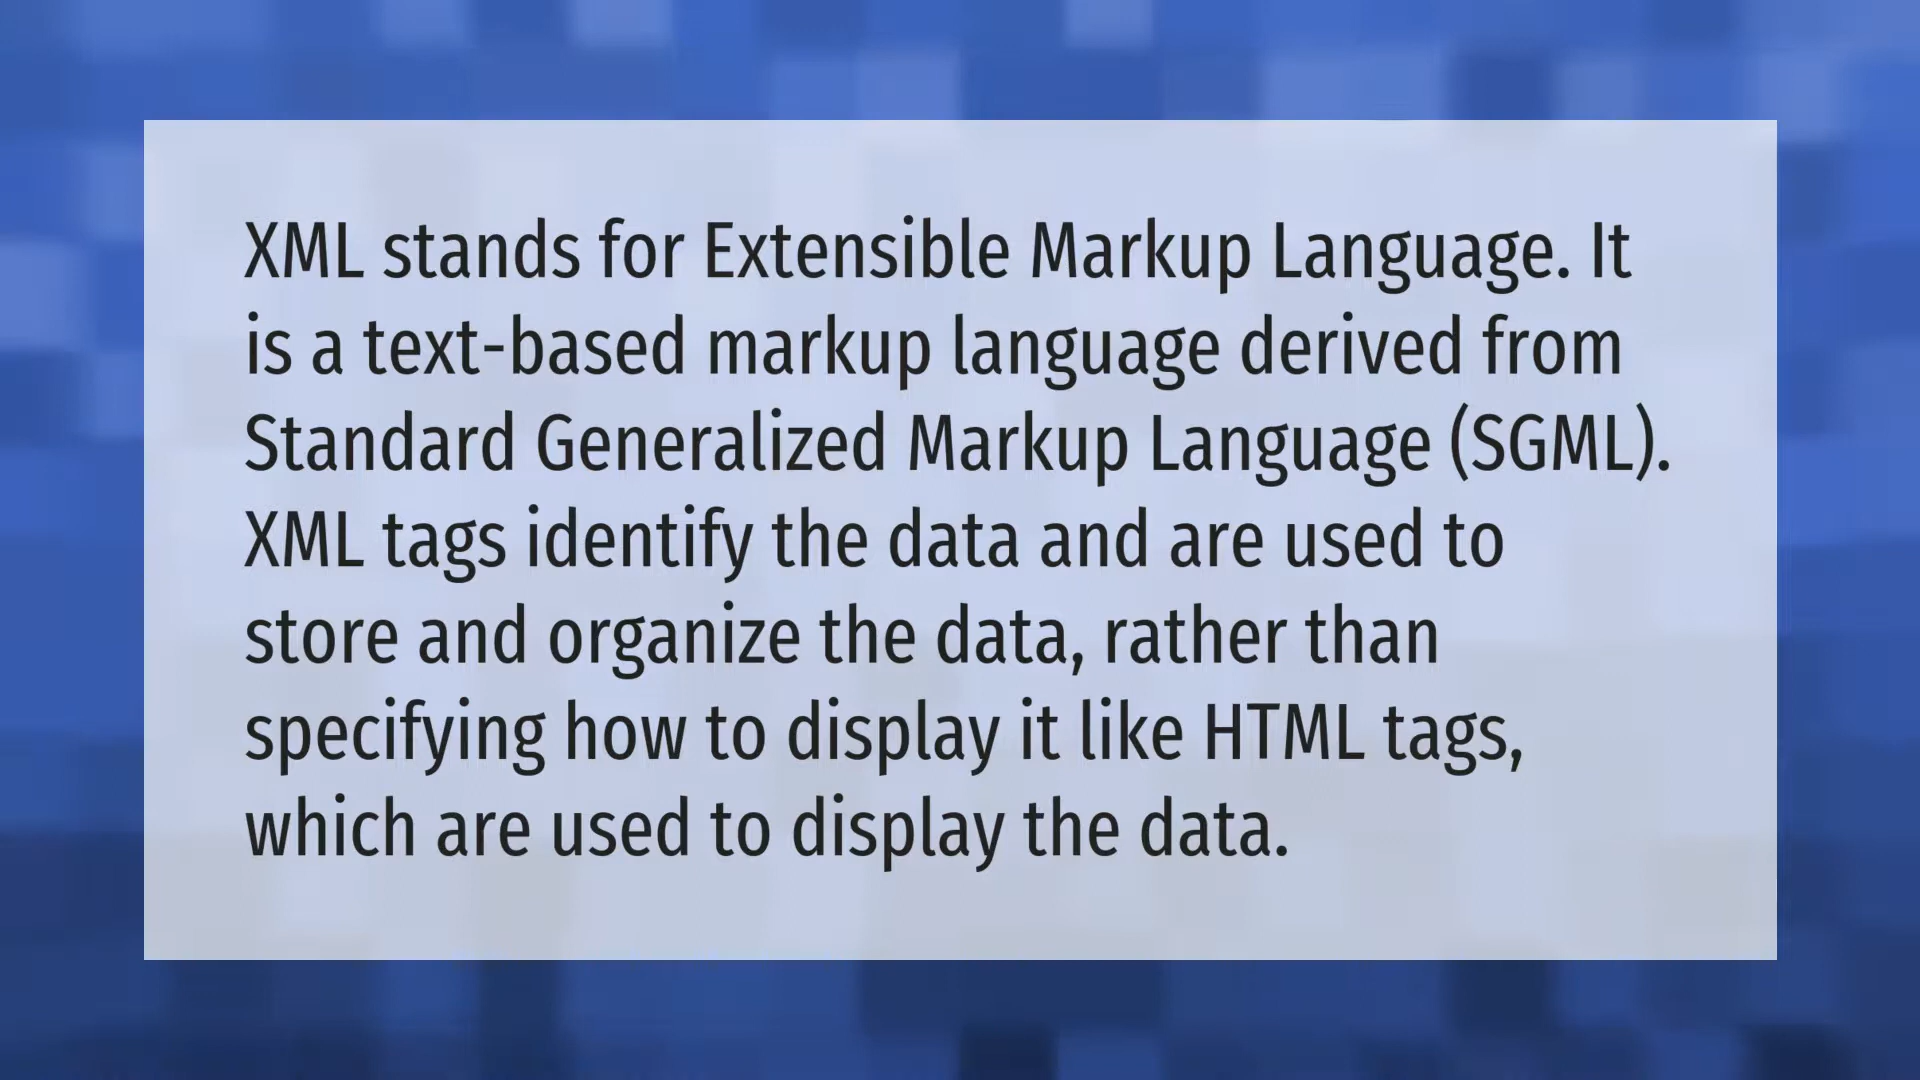 XML stands for Extensible Markup Language. It
is a text-based markup language derived from
Standard Generalized Markup Language (SGML).
XML tags identify the data and are used to
store and organize the data, rather than
specifying how to display it like HTML tags,
which are used to display the data.